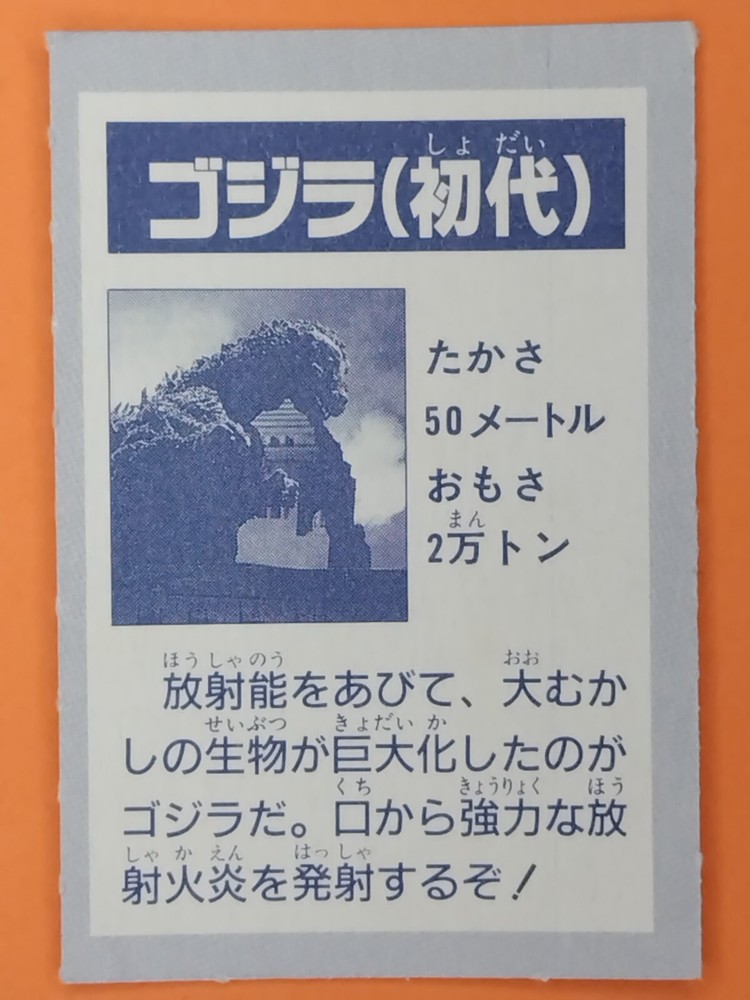 しょ だい
ゴジラ(初代)
たかさ
50メートル
おもさ
まん
2万トン
ほうしゃのう おお
放射能をあびて、大むか
せいぶつ きょだいか
しの生物が巨大化したのが
くち きょうりょく ほう
ゴジラだ。口から強力な放
しゃかえん はっしゃ
射火炎を発射するぞ!